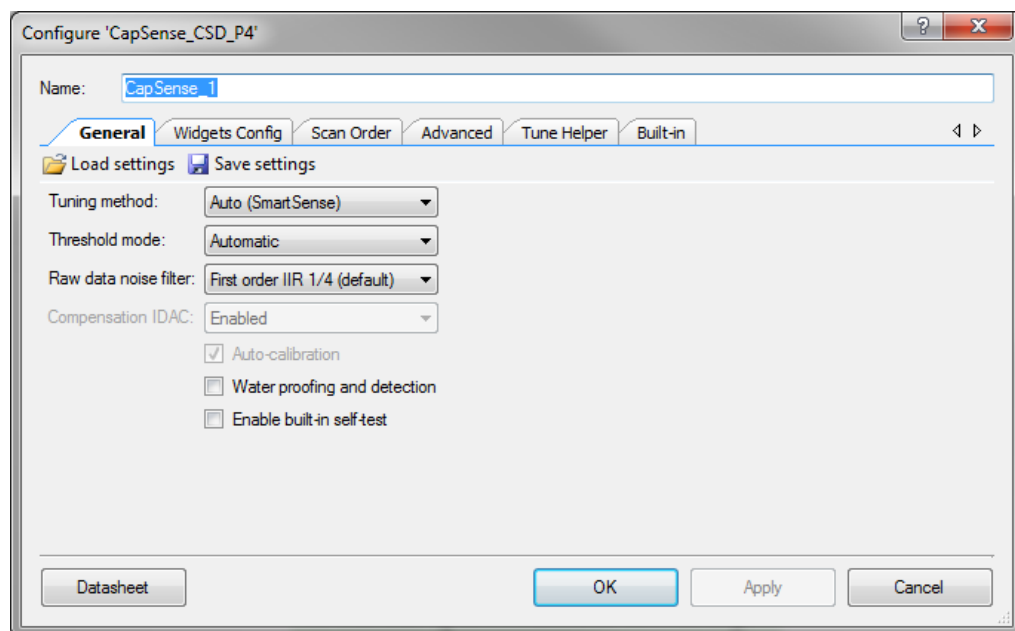 Configure 'CapSense_CSD_P4'
Name: CapSense_1
General Widgets Config Scan Order Advanced Tune Helper Built-in
Load settings Save settings
Tuning method: Auto (SmartSense)
Threshold mode: Automatic
Raw data noise filter: First order IIR 1/4 (default)
Compensation IDAC: Enabled
Auto-calibration
Water proofing and detection
Enable built-in self-test
Datasheet OK Apply Cancel